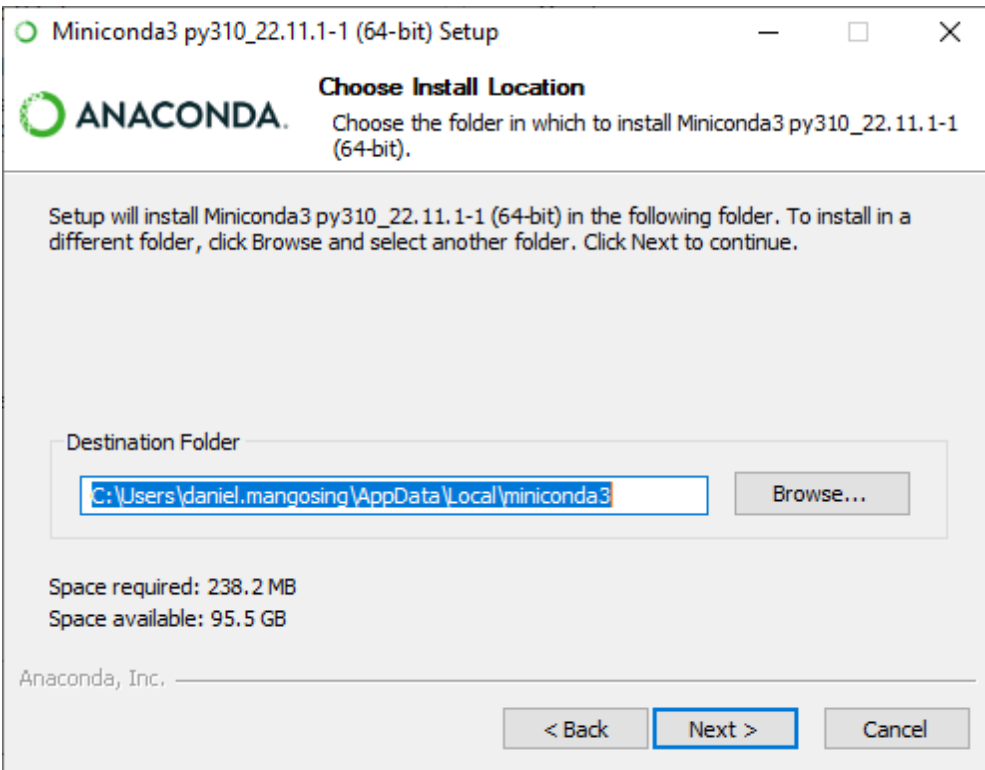 Miniconda3 py310_22.11.1-1 (64-bit) Setup
ANACONDA.
Choose Install Location
Choose the folder in which to install Miniconda3 py310_22.11.1-1
(64-bit).
Setup will install Miniconda3 py310_22.11.1-1 (64-bit) in the following folder. To install in a
different folder, click Browse and select another folder. Click Next to continue.
Destination Folder
C:\Users\daniel.mangosing\AppData\Local\miniconda3
Browse...
Space required: 238.2 MB
Space available: 95.5 GB
Anaconda, Inc.
< Back
Next >
Cancel